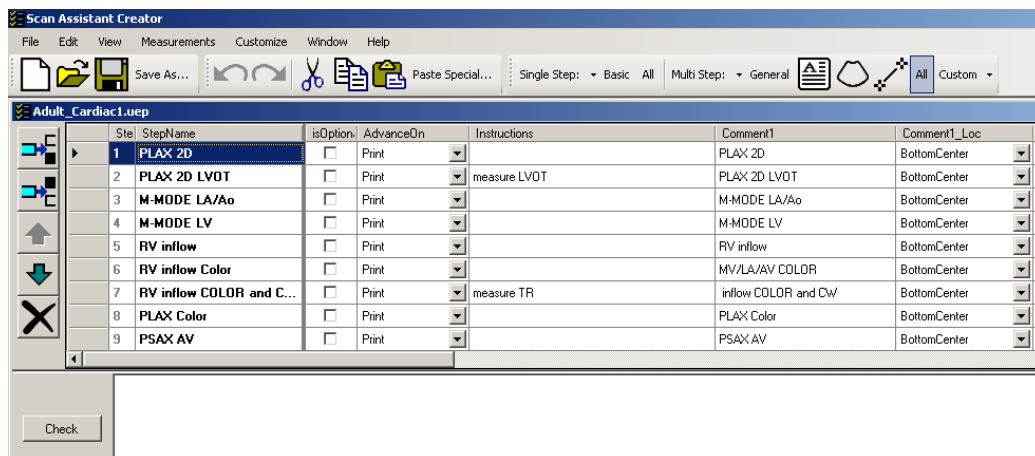 Scan Assistant Creator
File Edit View Measurements Customize Window Help
Save As... Paste Special... Single Step: Basic All Multi Step: General All Custom
Adult_Cardiac1.uep
Ste StepName isOption AdvanceOn Instructions Comment1 Comment1_Loc
1 PLAX 2D Print PLAX 2D BottomCenter
2 PLAX 2D LVOT Print measure LVOT PLAX 2D LVOT BottomCenter
3 M-MODE LA/Ao Print M-MODE LA/Ao BottomCenter
4 M-MODE LV Print M-MODE LV BottomCenter
5 RV inflow Print RV inflow BottomCenter
6 RV inflow Color Print MV/LA/AV COLOR BottomCenter
7 RV inflow COLOR and C... Print measure TR inflow COLOR and CW BottomCenter
8 PLAX Color Print PLAX Color BottomCenter
9 PSAX AV Print PSAX AV BottomCenter
Check